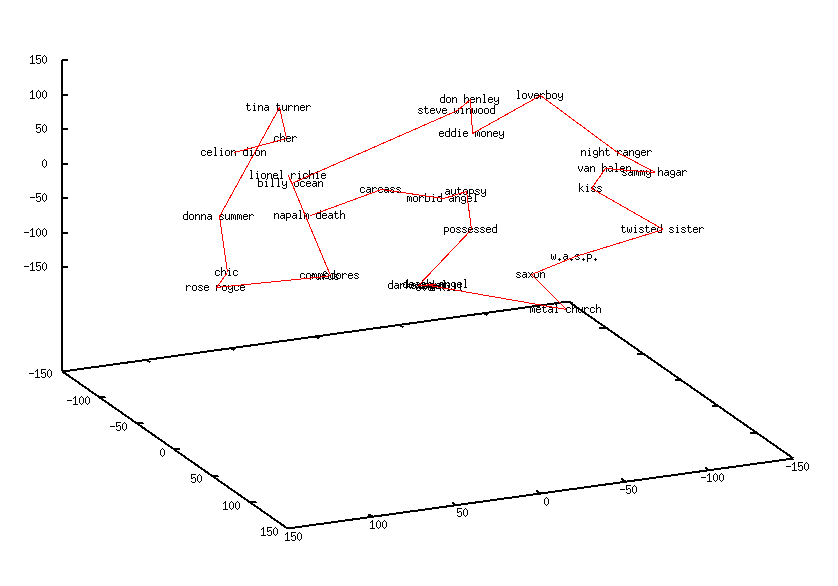 150
100
50
0
-50
-100
-150
don henley
loverboy
tina turner
steve winwood
cher
eddie money
celion dion
night ranger
lionel richie
van halen
sammy hagar
billy ocean
carcass
autopsy
kiss
morbid angel
donna summer
napalm death
possessed
twisted sister
w.a.s.p.
chic
commodores
saxon
rose royce
death angel
metal church
-150
-100
-50
0
50
100
150
150
100
50
0
-50
-100
-150